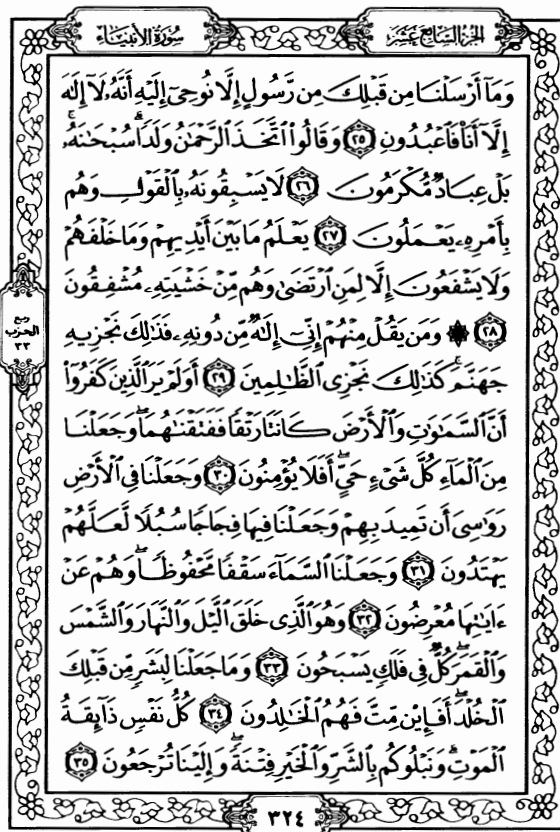 الجزء السابع عشر
سورة الأنبياء
وَمَآ أَرْسَلْنَا مِن قَبْلِكَ مِن رَّسُولٍ إِلَّا نُوحِىٓ إِلَيْهِ أَنَّهُۥ لَآ إِلَٰهَ
إِلَّآ أَنَا۠ فَٱعْبُدُونِ ٢٥ وَقَالُوا۟ ٱتَّخَذَ ٱلرَّحْمَٰنُ وَلَدًا ۗ سُبْحَٰنَهُۥ ۚ
بَلْ عِبَادٌ مُّكْرَمُونَ ٢٦ لَا يَسْبِقُونَهُۥ بِٱلْقَوْلِ وَهُم
بِأَمْرِهِۦ يَعْمَلُونَ ٢٧ يَعْلَمُ مَا بَيْنَ أَيْدِيهِمْ وَمَا خَلْفَهُمْ
وَلَا يَشْفَعُونَ إِلَّا لِمَنِ ٱرْتَضَىٰ وَهُم مِّنْ خَشْيَتِهِۦ مُشْفِقُونَ
٢٨ ۞ وَمَن يَقُلْ مِنْهُمْ إِنِّىٓ إِلَٰهٌ مِّن دُونِهِۦ فَذَٰلِكَ نَجْزِيهِ
جَهَنَّمَ ۚ كَذَٰلِكَ نَجْزِى ٱلظَّٰلِمِينَ ٢٩ أَوَلَمْ يَرَ ٱلَّذِينَ كَفَرُوٓا۟
أَنَّ ٱلسَّمَٰوَٰتِ وَٱلْأَرْضَ كَانَتَا رَتْقًا فَفَتَقْنَٰهُمَا ۖ وَجَعَلْنَا
مِنَ ٱلْمَآءِ كُلَّ شَىْءٍ حَىٍّ ۖ أَفَلَا يُؤْمِنُونَ ٣٠ وَجَعَلْنَا فِى ٱلْأَرْضِ
رَوَٰسِىَ أَن تَمِيدَ بِهِمْ وَجَعَلْنَا فِيهَا فِجَاجًا سُبُلًا لَّعَلَّهُمْ
يَهْتَدُونَ ٣١ وَجَعَلْنَا ٱلسَّمَآءَ سَقْفًا مَّحْفُوظًا ۖ وَهُمْ عَنْ
ءَايَٰتِهَا مُعْرِضُونَ ٣٢ وَهُوَ ٱلَّذِى خَلَقَ ٱلَّيْلَ وَٱلنَّهَارَ وَٱلشَّمْسَ
وَٱلْقَمَرَ ۖ كُلٌّ فِى فَلَكٍ يَسْبَحُونَ ٣٣ وَمَا جَعَلْنَا لِبَشَرٍ مِّن قَبْلِكَ
ٱلْخُلْدَ ۖ أَفَإِي۟ن مِّتَّ فَهُمُ ٱلْخَٰلِدُونَ ٣٤ كُلُّ نَفْسٍ ذَآئِقَةُ
ٱلْمَوْتِ ۗ وَنَبْلُوكُم بِٱلشَّرِّ وَٱلْخَيْرِ فِتْنَةً ۖ وَإِلَيْنَا تُرْجَعُونَ ٣٥
ربع
الحزب
٣٣
٣٢٤